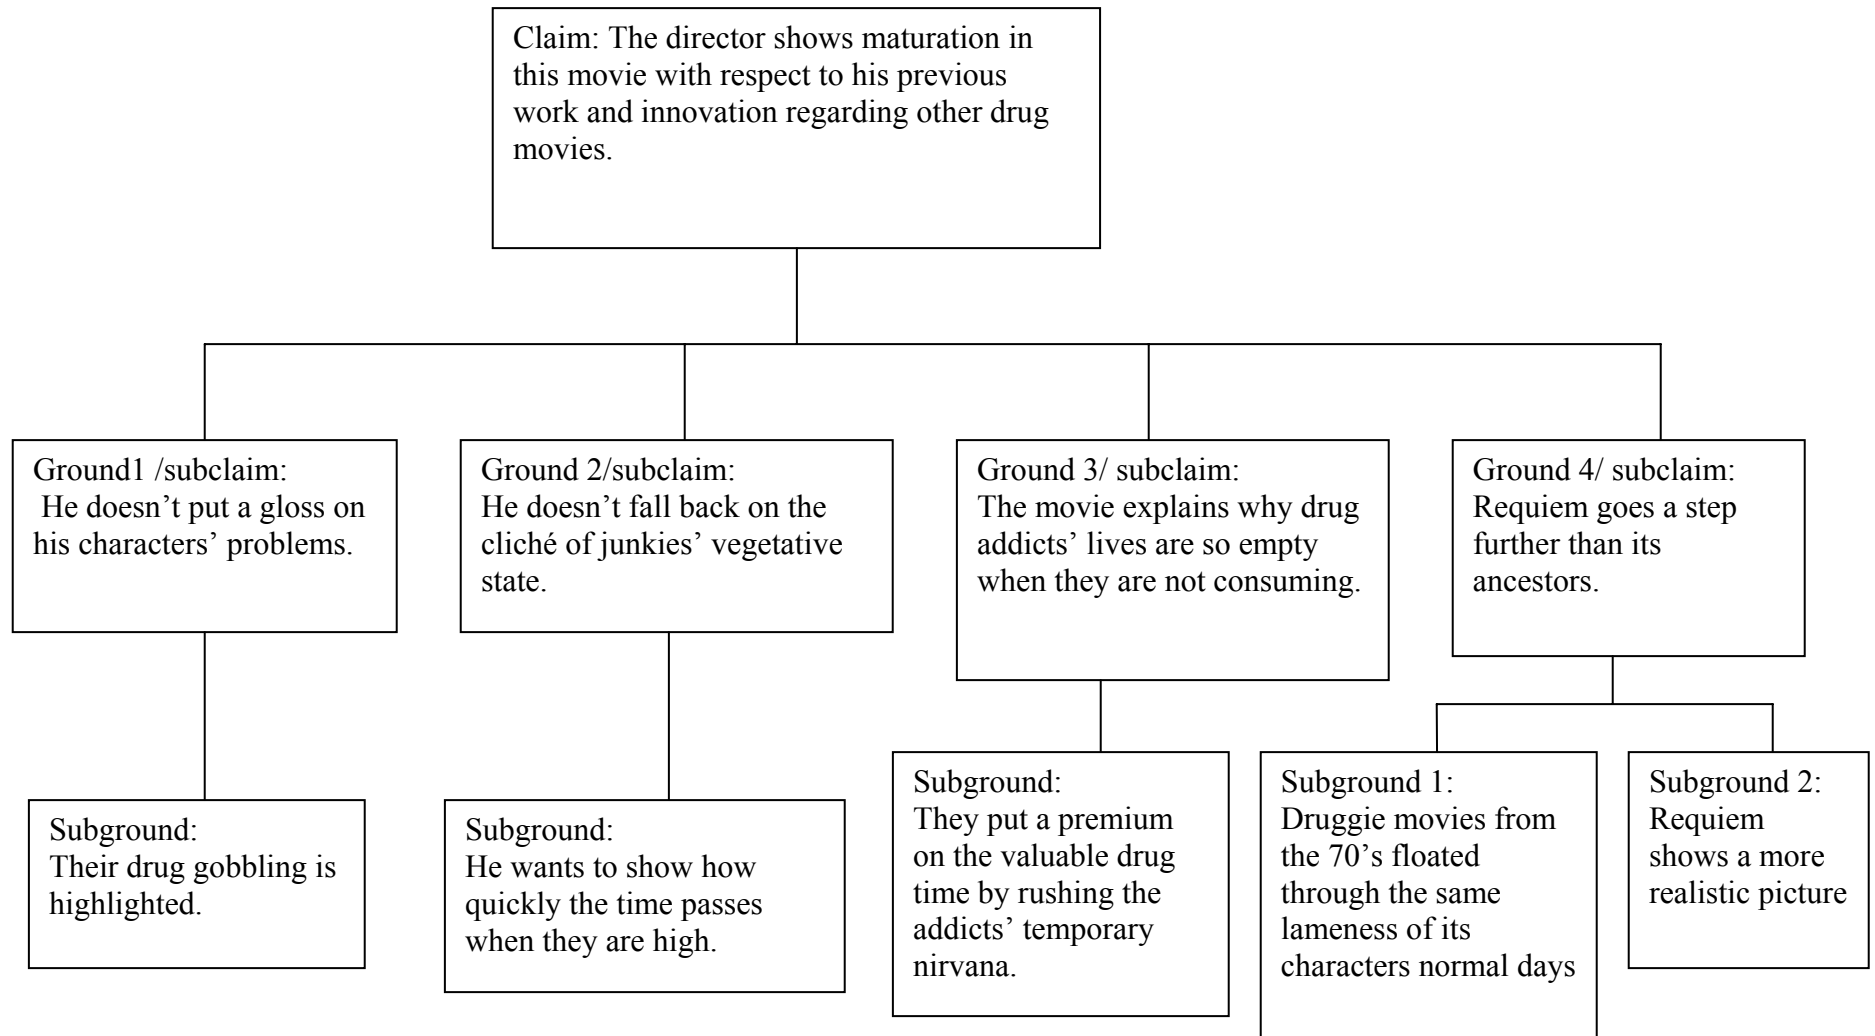 Claim: The director shows maturation in
this movie with respect to his previous
work and innovation regarding other drug
movies.
Ground1 /subclaim:
He doesn’t put a gloss on
his characters’ problems.
Ground 2/subclaim:
He doesn’t fall back on the
cliché of junkies’ vegetative
state.
Ground 3/ subclaim:
The movie explains why drug
addicts’ lives are so empty
when they are not consuming.
Ground 4/ subclaim:
Requiem goes a step
further than its
ancestors.
Subground:
Their drug gobbling is
highlighted.
Subground:
He wants to show how
quickly the time passes
when they are high.
Subground:
They put a premium
on the valuable drug
time by rushing the
addicts’ temporary
nirvana.
Subground 1:
Druggie movies from
the 70’s floated
through the same
lameness of its
characters normal days
Subground 2:
Requiem
shows a more
realistic picture